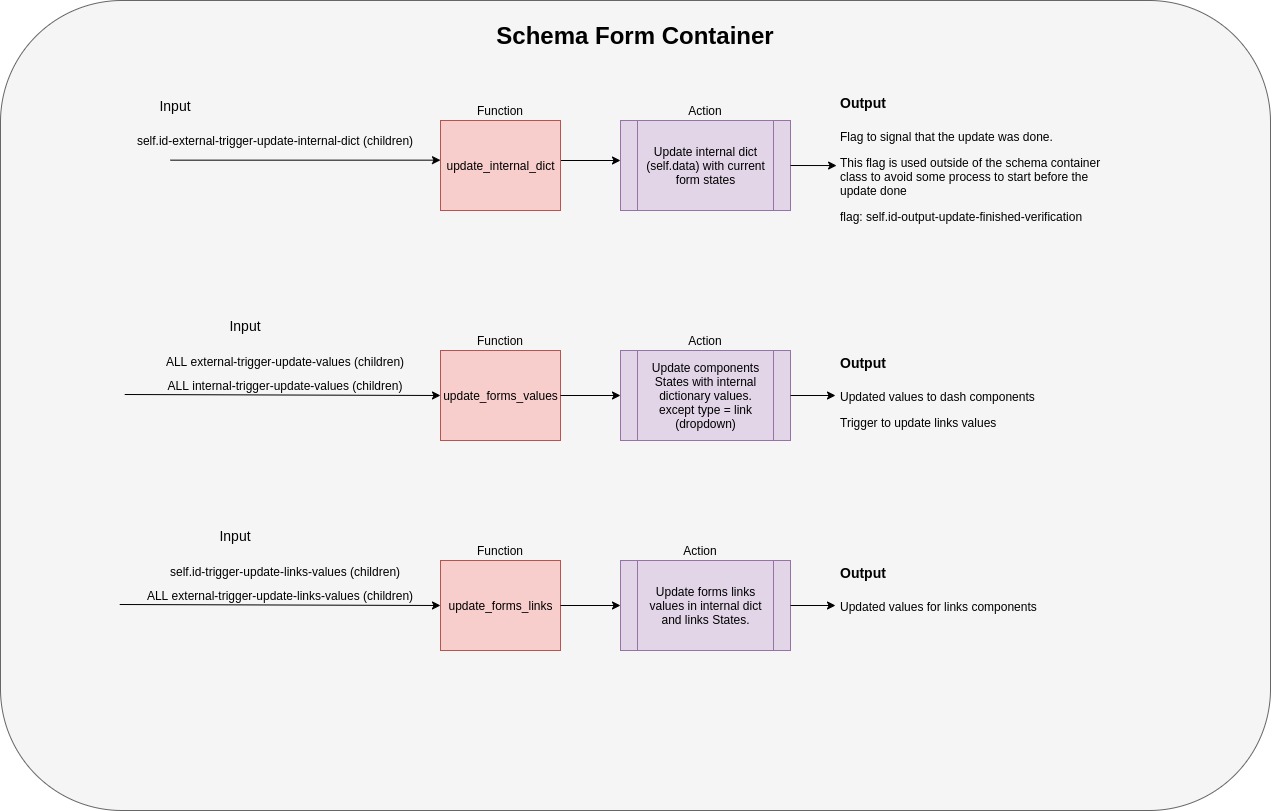 Schema Form Container
Input
self.id-external-trigger-update-internal-dict (children)
Function
update_internal_dict
Action
Update internal dict
(self.data) with current
form states
Output
Flag to signal that the update was done.
This flag is used outside of the schema container
class to avoid some process to start before the
update done
flag: self.id-output-update-finished-verification
Input
ALL external-trigger-update-values (children)
ALL internal-trigger-update-values (children)
Function
update_forms_values
Action
Update components
States with internal
dictionary values.
except type = link
(dropdown)
Output
Updated values to dash components
Trigger to update links values
Input
self.id-trigger-update-links-values (children)
ALL external-trigger-update-links-values (children)
Function
update_forms_links
Action
Update forms links
values in internal dict
and links States.
Output
Updated values for links components